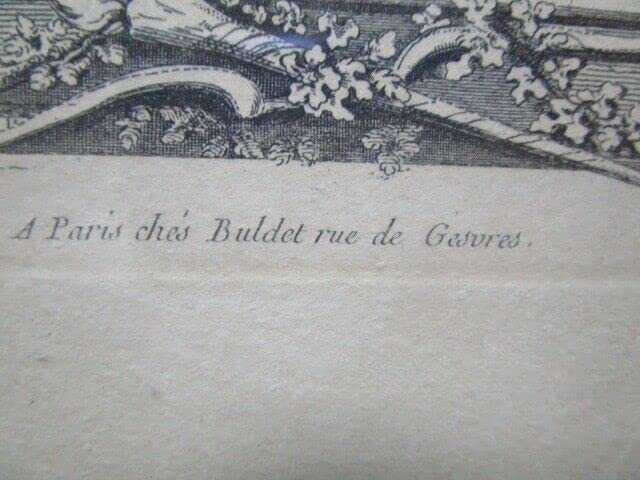 A Paris chés Buldet rue de Gesvres.